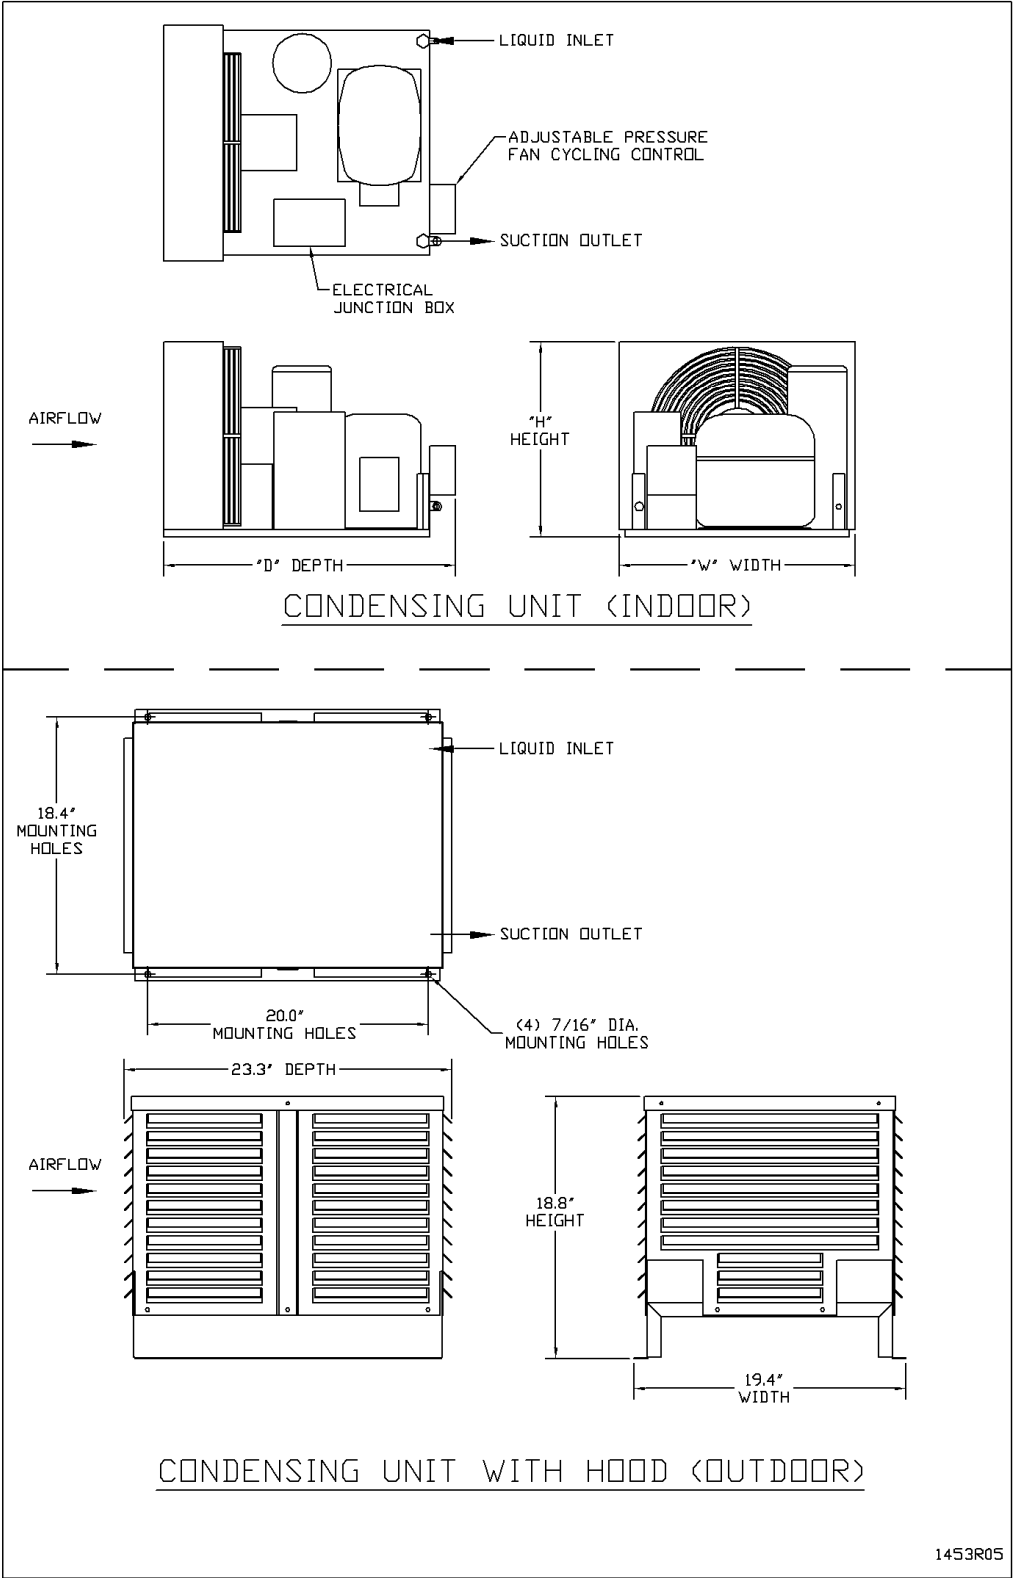 LIQUID INLET
ADJUSTABLE PRESSURE
FAN CYCLING CONTROL
SUCTION OUTLET
ELECTRICAL
JUNCTION BOX
AIRFLOW
"H"
HEIGHT
"D" DEPTH
"W" WIDTH
CONDENSING UNIT (INDOOR)
LIQUID INLET
18.4"
MOUNTING
HOLES
SUCTION OUTLET
20.0"
MOUNTING HOLES
(4) 7/16" DIA.
MOUNTING HOLES
23.3" DEPTH
AIRFLOW
18.8"
HEIGHT
19.4"
WIDTH
CONDENSING UNIT WITH HOOD (OUTDOOR)
1453R05